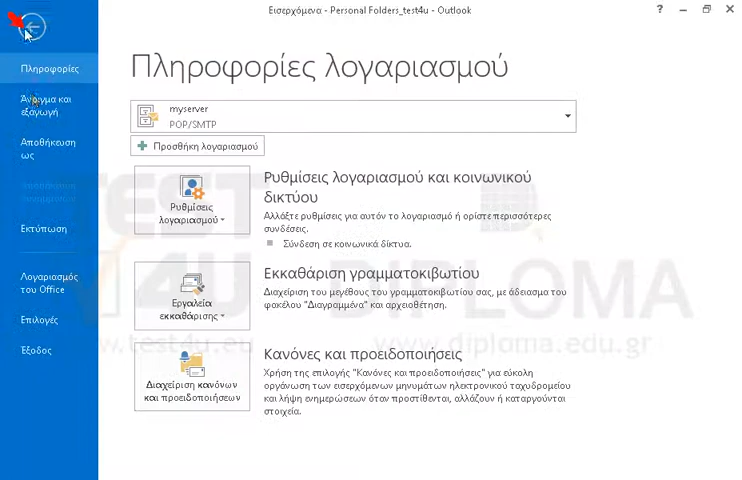 Εισερχόμενα - Personal Folders_test4u - Outlook
Πληροφορίες
Άνοιγμα και
εξαγωγή
Αποθήκευση
ως
Εκτύπωση
Λογαριασμός
του Office
Επιλογές
Έξοδος
Πληροφορίες λογαριασμού
myserver
POP/SMTP
Προσθήκη λογαριασμού
Ρυθμίσεις
λογαριασμού
Ρυθμίσεις λογαριασμού και κοινωνικού
δικτύου
Αλλάξτε ρυθμίσεις για αυτόν το λογαριασμό ή ορίστε περισσότερες
συνδέσεις.
Σύνδεση σε κοινωνικά δίκτυα.
Εργαλεία
εκκαθάρισης
Εκκαθάριση γραμματοκιβωτίου
Διαχείριση του μεγέθους του γραμματοκιβωτίου σας, με άδειασμα του
φακέλου "Διαγραμμένα" και αρχειοθέτηση.
Διαχείριση κανόνων
και προειδοποιήσεων
Κανόνες και προειδοποιήσεις
Χρήση της επιλογής "Κανόνες και προειδοποιήσεις" για εύκολη
οργάνωση των εισερχόμενων μηνυμάτων ηλεκτρονικού ταχυδρομείου
και λήψη ενημερώσεων όταν προστίθενται, αλλάζουν ή καταργούνται
στοιχεία.
TEST
4U
DIPLOMA
www.test4u.eu
www.diploma.edu.gr